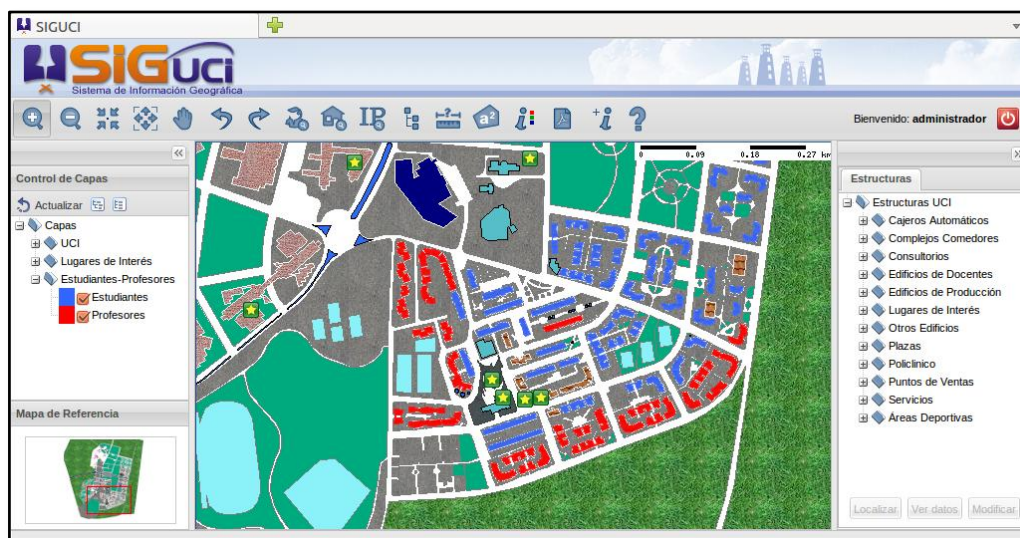 SIGUCI
SIGUCI
Sistema de Información Geográfica
IP
a²
i
+i
?
Bienvenido: administrador
Control de Capas
Actualizar
Capas
UCI
Lugares de Interés
Estudiantes-Profesores
Estudiantes
Profesores
Mapa de Referencia
0 0.09 0.18 0.27 km
Estructuras
Estructuras UCI
Cajeros Automáticos
Complejos Comedores
Consultorios
Edificios de Docentes
Edificios de Producción
Lugares de Interés
Otros Edificios
Plazas
Policlinico
Puntos de Ventas
Servicios
Áreas Deportivas
Localizar Ver datos Modificar